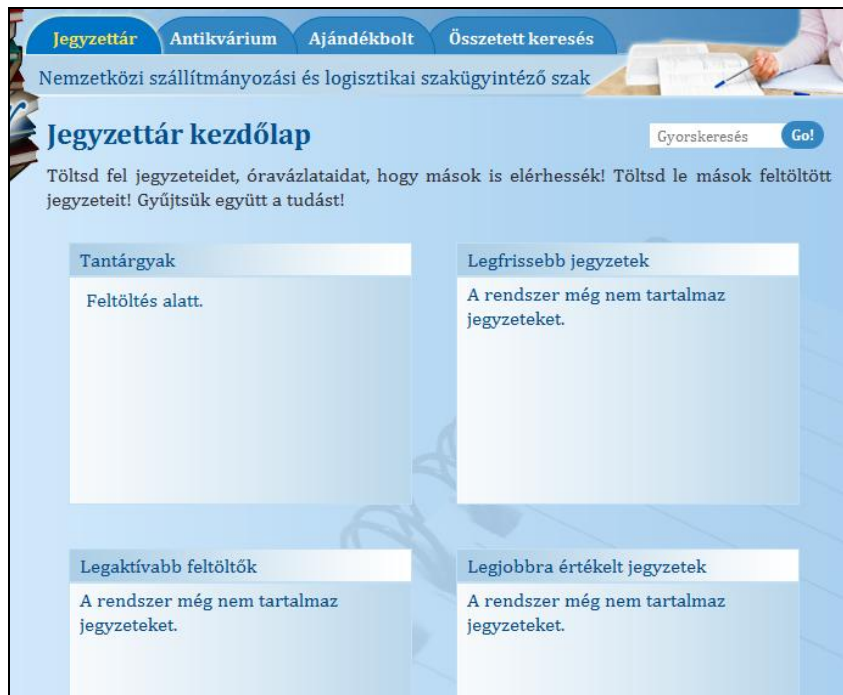 Jegyzettár Antikvárium Ajándékbolt Összetett keresés
Nemzetközi szállítmányozási és logisztikai szakügyintéző szak
Jegyzettár kezdőlap
Gyorskeresés Go!
Töltsd fel jegyzeteidet, óravázlataidat, hogy mások is elérhessék! Töltsd le mások feltöltött
jegyzeteit! Gyűjtsük együtt a tudást!
Tantárgyak
Feltöltés alatt.
Legfrissebb jegyzetek
A rendszer még nem tartalmaz
jegyzeteket.
Legaktívabb feltöltők
A rendszer még nem tartalmaz
jegyzeteket.
Legjobbra értékelt jegyzetek
A rendszer még nem tartalmaz
jegyzeteket.